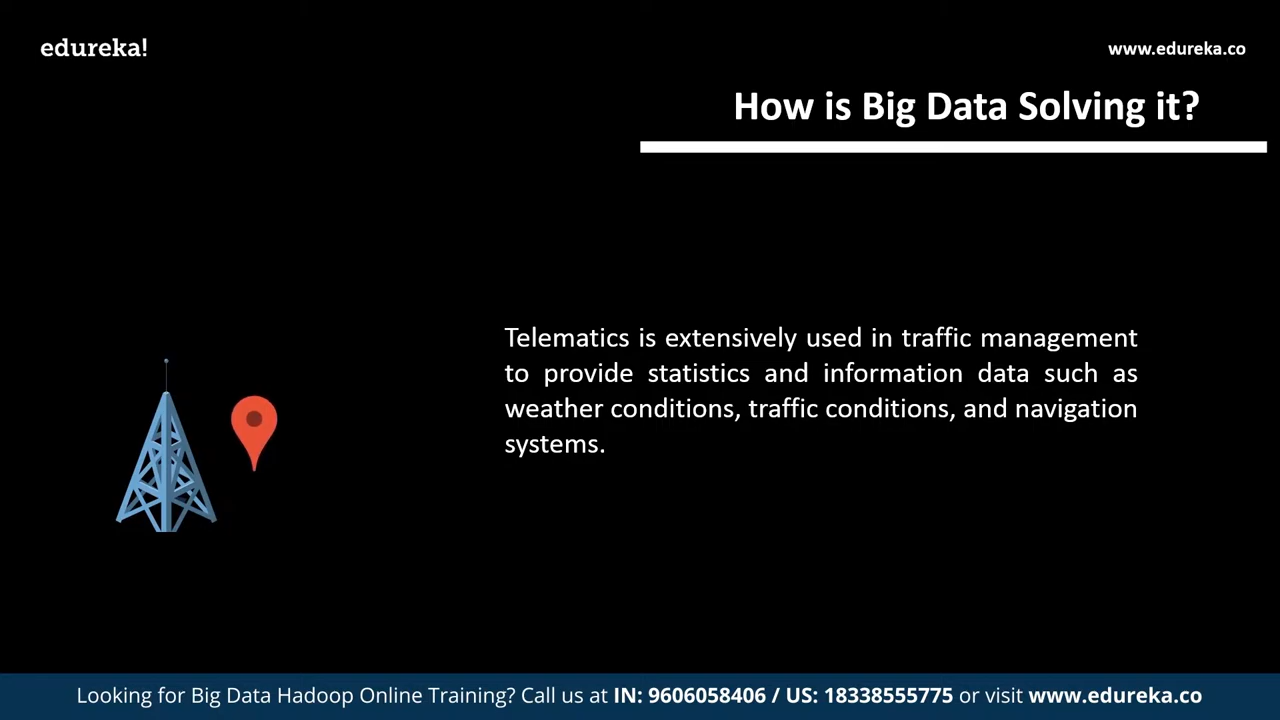 edureka!
www.edureka.co
How is Big Data Solving it?
Telematics is extensively used in traffic management
to provide statistics and information data such as
weather conditions, traffic conditions, and navigation
systems.
Looking for Big Data Hadoop Online Training? Call us at IN: 9606058406 / US: 18338555775 or visit www.edureka.co